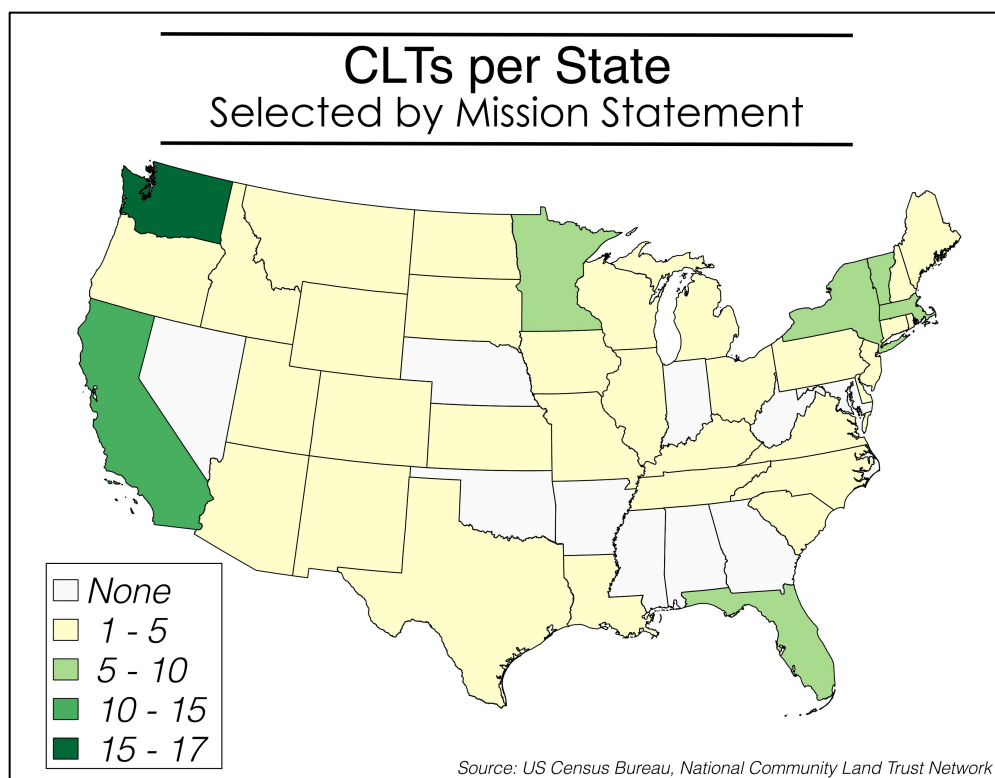 CLTs per State
Selected by Mission Statement
None
1 - 5
5 - 10
10 - 15
15 - 17
Source: US Census Bureau, National Community Land Trust Network